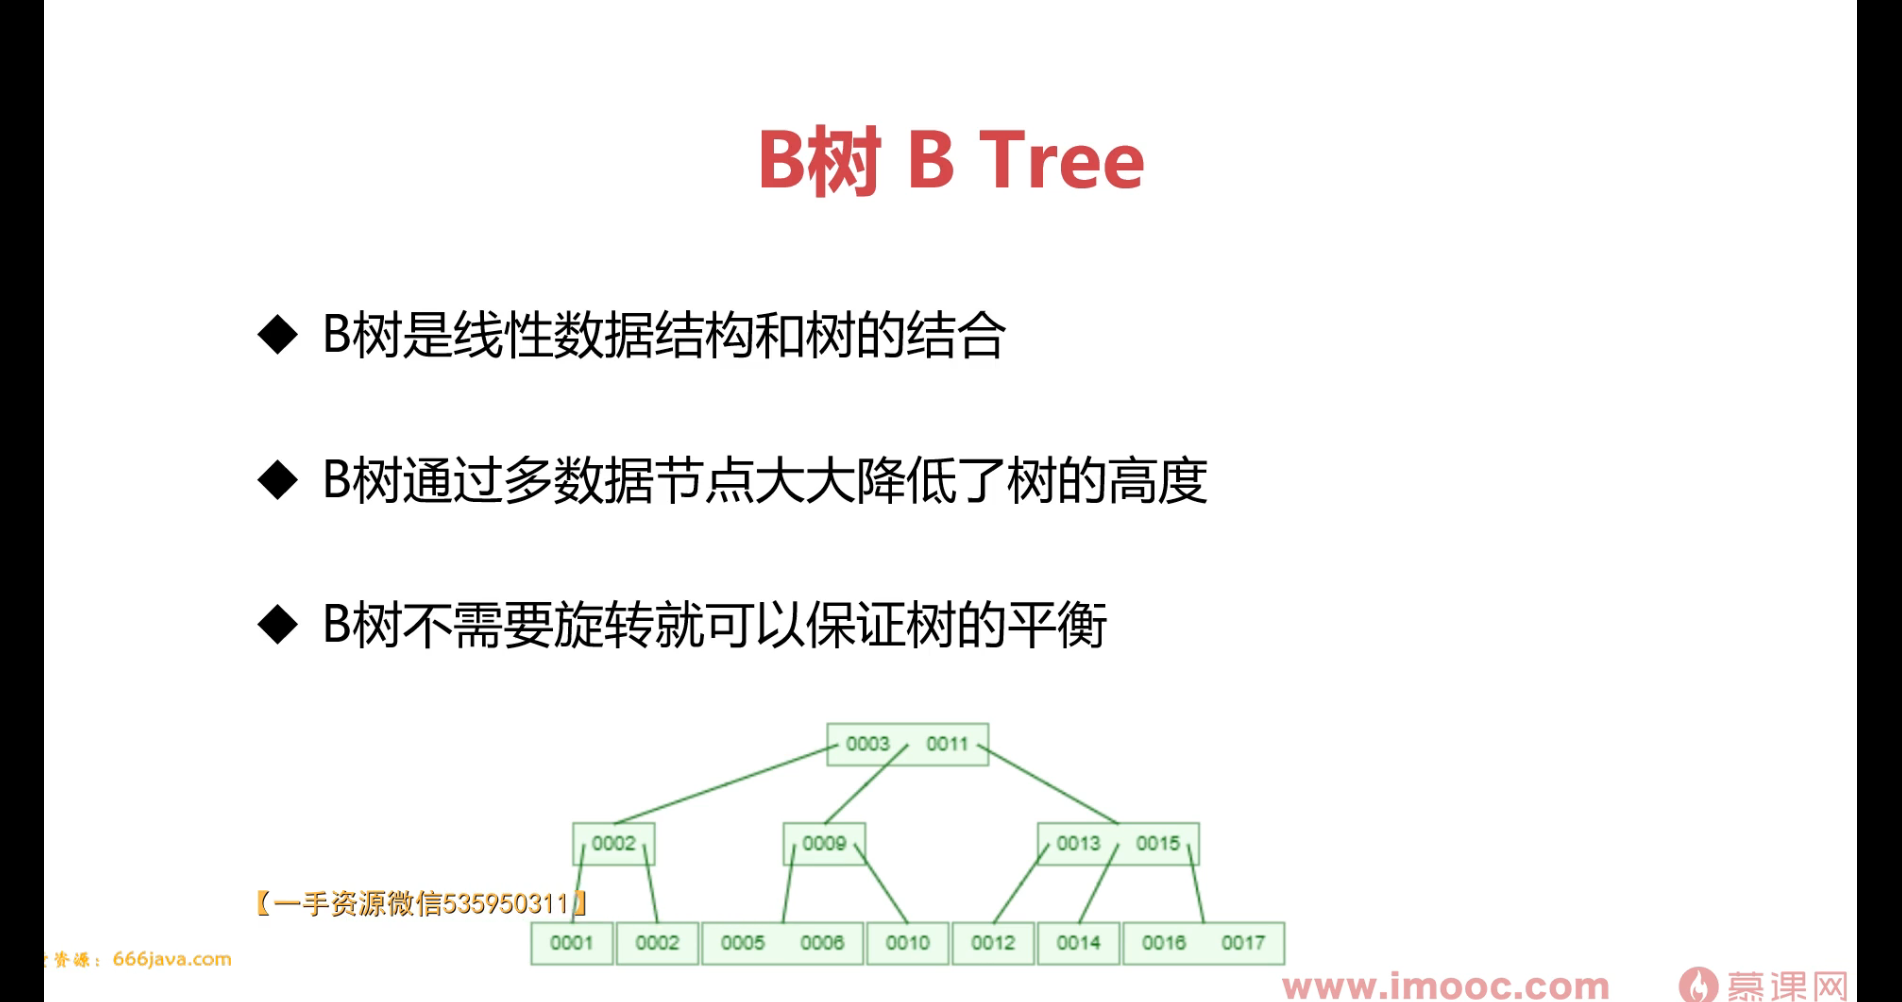 B树 B Tree
◆ B树是线性数据结构和树的结合
◆ B树通过多数据节点大大降低了树的高度
◆ B树不需要旋转就可以保证树的平衡
0003 0011
0002 0009 0013 0015
【一手资源微信535950311】
0001 0002 0005 0006 0010 0012 0014 0016 0017
资源：666java.com
www.imooc.com 慕课网